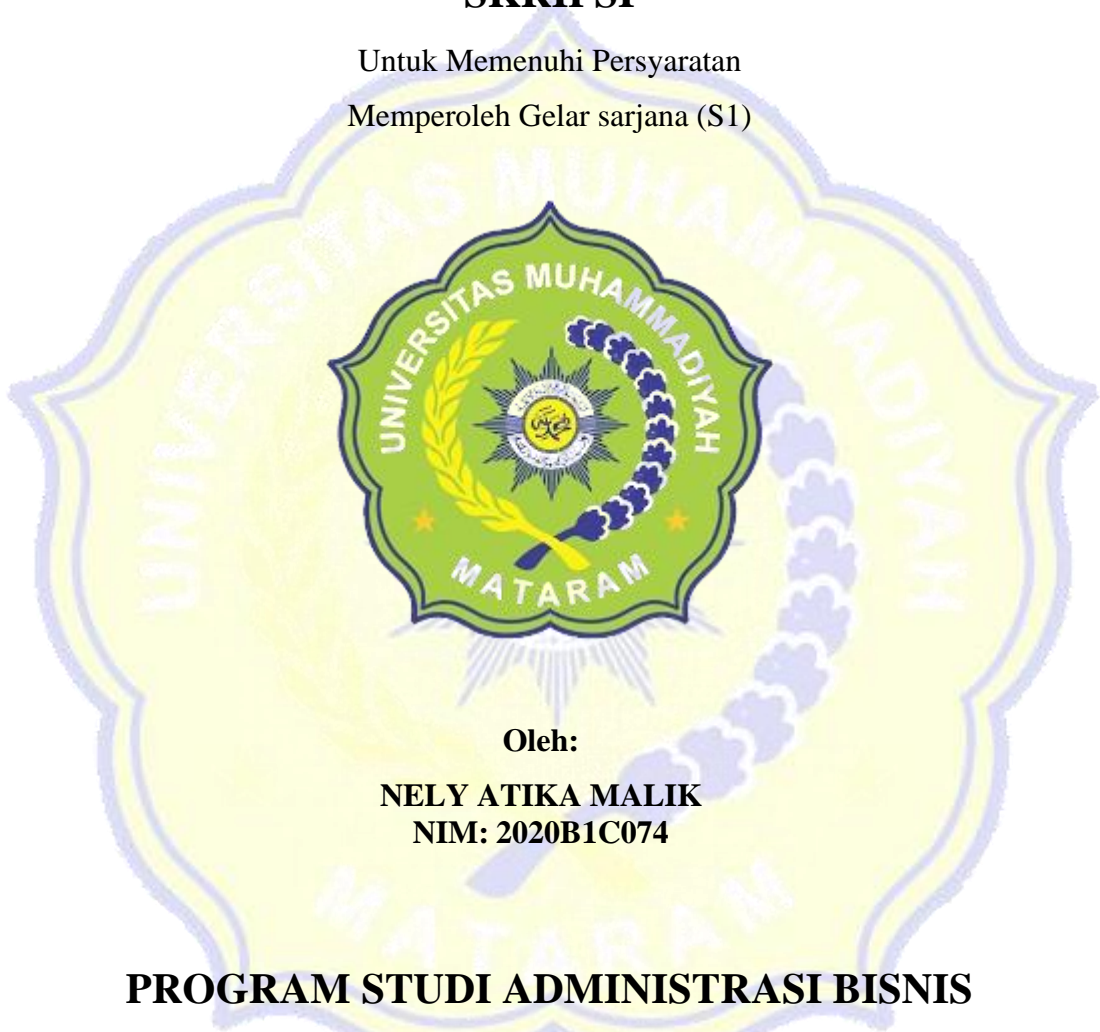 SKRIPSI
Untuk Memenuhi Persyaratan
Memperoleh Gelar sarjana (S1)
UNIVERSITAS MUHAMMADIYAH
MATARAM
Oleh:
NELY ATIKA MALIK
NIM: 2020B1C074
PROGRAM STUDI ADMINISTRASI BISNIS